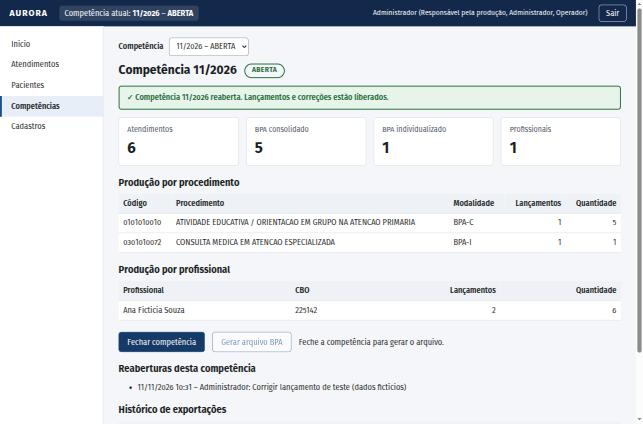 AURORA
Competência atual: 11/2026 – ABERTA
Administrador (Responsável pela produção, Administrador, Operador)
Sair
Início
Atendimentos
Pacientes
Competências
Cadastros
Competência 11/2026 – ABERTA
Competência 11/2026 ABERTA
✓ Competência 11/2026 reaberta. Lançamentos e correções estão liberados.
Atendimentos BPA consolidado BPA individualizado Profissionais
6 5 1 1
Produção por procedimento
Código Procedimento Modalidade Lançamentos Quantidade
0101010010 ATIVIDADE EDUCATIVA / ORIENTACAO EM GRUPO NA ATENCAO PRIMARIA BPA-C 1 5
0301010072 CONSULTA MEDICA EM ATENCAO ESPECIALIZADA BPA-I 1 1
Produção por profissional
Profissional CBO Lançamentos Quantidade
Ana Ficticia Souza 225142 2 6
Fechar competência Gerar arquivo BPA Feche a competência para gerar o arquivo.
Reaberturas desta competência
• 11/11/2026 10:31 – Administrador: Corrigir lançamento de teste (dados fictícios)
Histórico de exportações